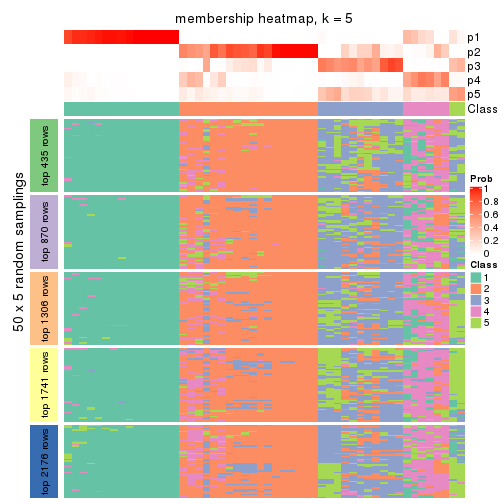 membership heatmap, k = 5
p1
p2
p3
p4
p5
Class
50 x 5 random samplings
top 435 rows
top 870 rows
top 1306 rows
top 1741 rows
top 2176 rows
Prob
1
0.8
0.6
0.4
0.2
0
Class
1
2
3
4
5